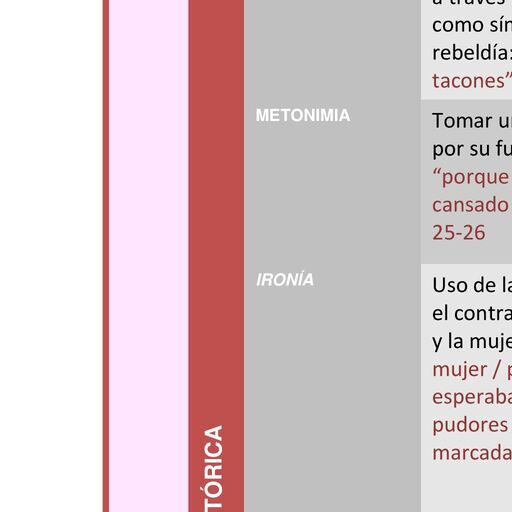 a través
como sím
rebeldía:
tacones”
METONIMIA
Tomar u
por su fu
“porque
cansado
25-26
IRONÍA
Uso de la
el contra
y la muje
mujer / p
esperaba
pudores
marcada
TÓRICA